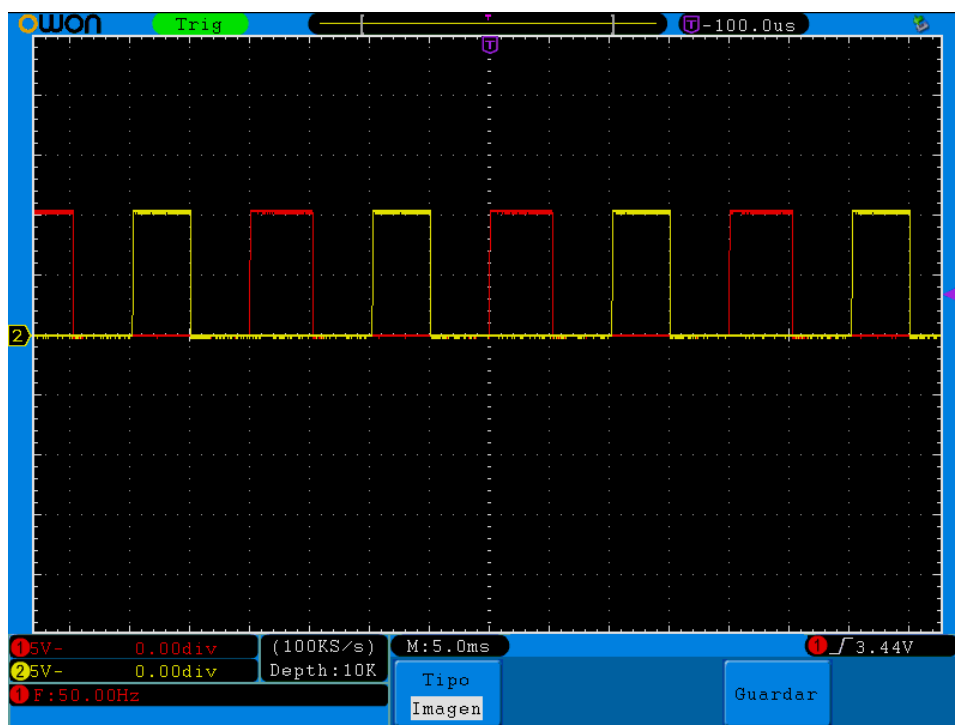 OWON Trig T-100.0us
T
2
1 5V- 0.00div (100KS/s) M:5.0ms 1 3.44V
2 5V- 0.00div Depth:10K
1 F:50.00Hz
Tipo
Imagen
Guardar